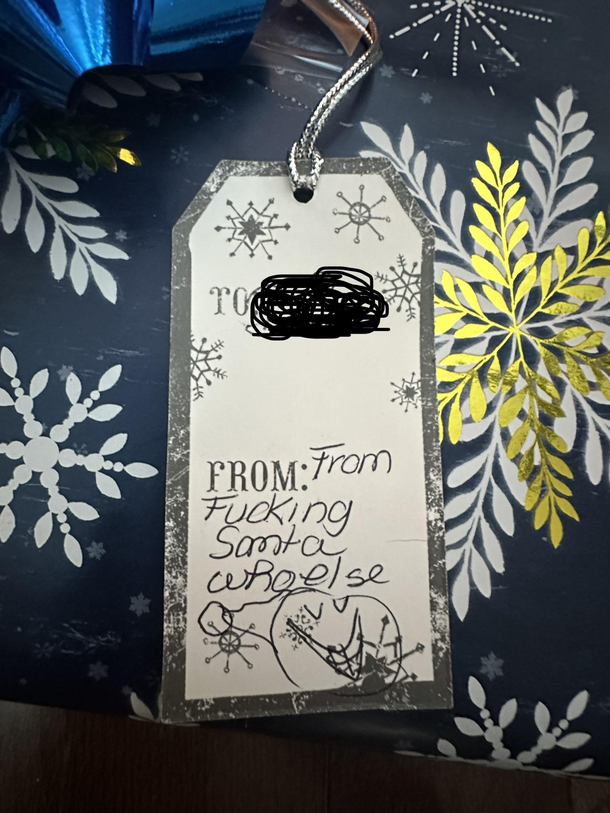 TO
FROM: From
Fucking
Santa
who else